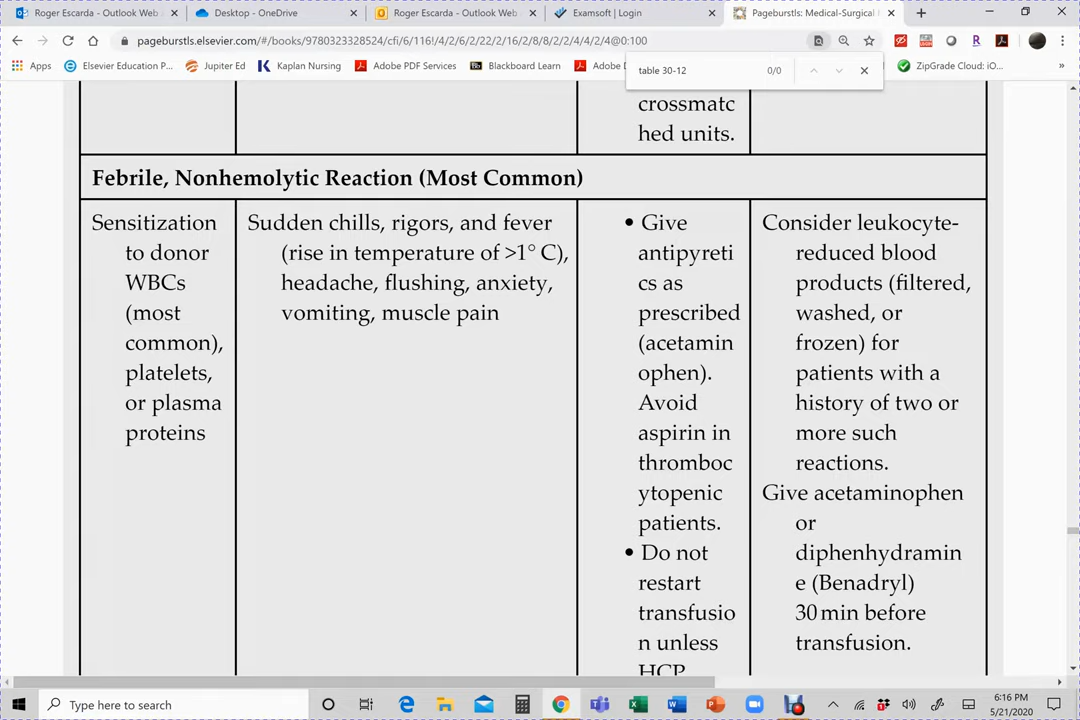 Roger Escarda - Outlook Web
Desktop - OneDrive
Roger Escarda - Outlook Web
Examsoft | Login
Pageburstls: Medical-Surgical
pageburstls.elsevier.com/#/books/9780323328524/cfi/6/116!/4/2/6/2/22/2/16/2/8/8/2/2/4/4/2/4@0:100
Apps
Elsevier Education P...
Jupiter Ed
Kaplan Nursing
Adobe PDF Services
Blackboard Learn
Adobe D
ZipGrade Cloud: iO...
»
table 30-12
0/0
crossmatc
hed units.
Febrile, Nonhemolytic Reaction (Most Common)
Sensitization
to donor
WBCs
(most
common),
platelets,
or plasma
proteins
Sudden chills, rigors, and fever
(rise in temperature of >1° C),
headache, flushing, anxiety,
vomiting, muscle pain
• Give
antipyreti
cs as
prescribed
(acetamin
ophen).
Avoid
aspirin in
thromboc
ytopenic
patients.
• Do not
restart
transfusio
n unless
HCP
Consider leukocyte-
reduced blood
products (filtered,
washed, or
frozen) for
patients with a
history of two or
more such
reactions.
Give acetaminophen
or
diphenhydramin
e (Benadryl)
30 min before
transfusion.
Type here to search
6:16 PM
5/21/2020